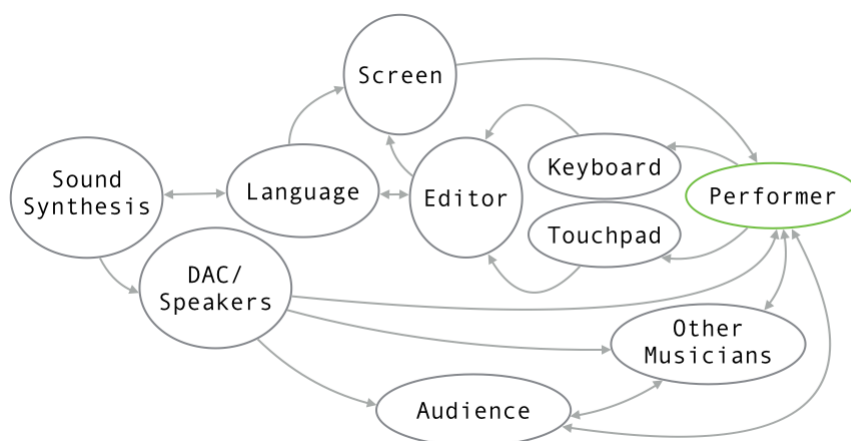 Screen
Sound
Synthesis
Language
Editor
Keyboard
Touchpad
Performer
DAC/
Speakers
Other
Musicians
Audience